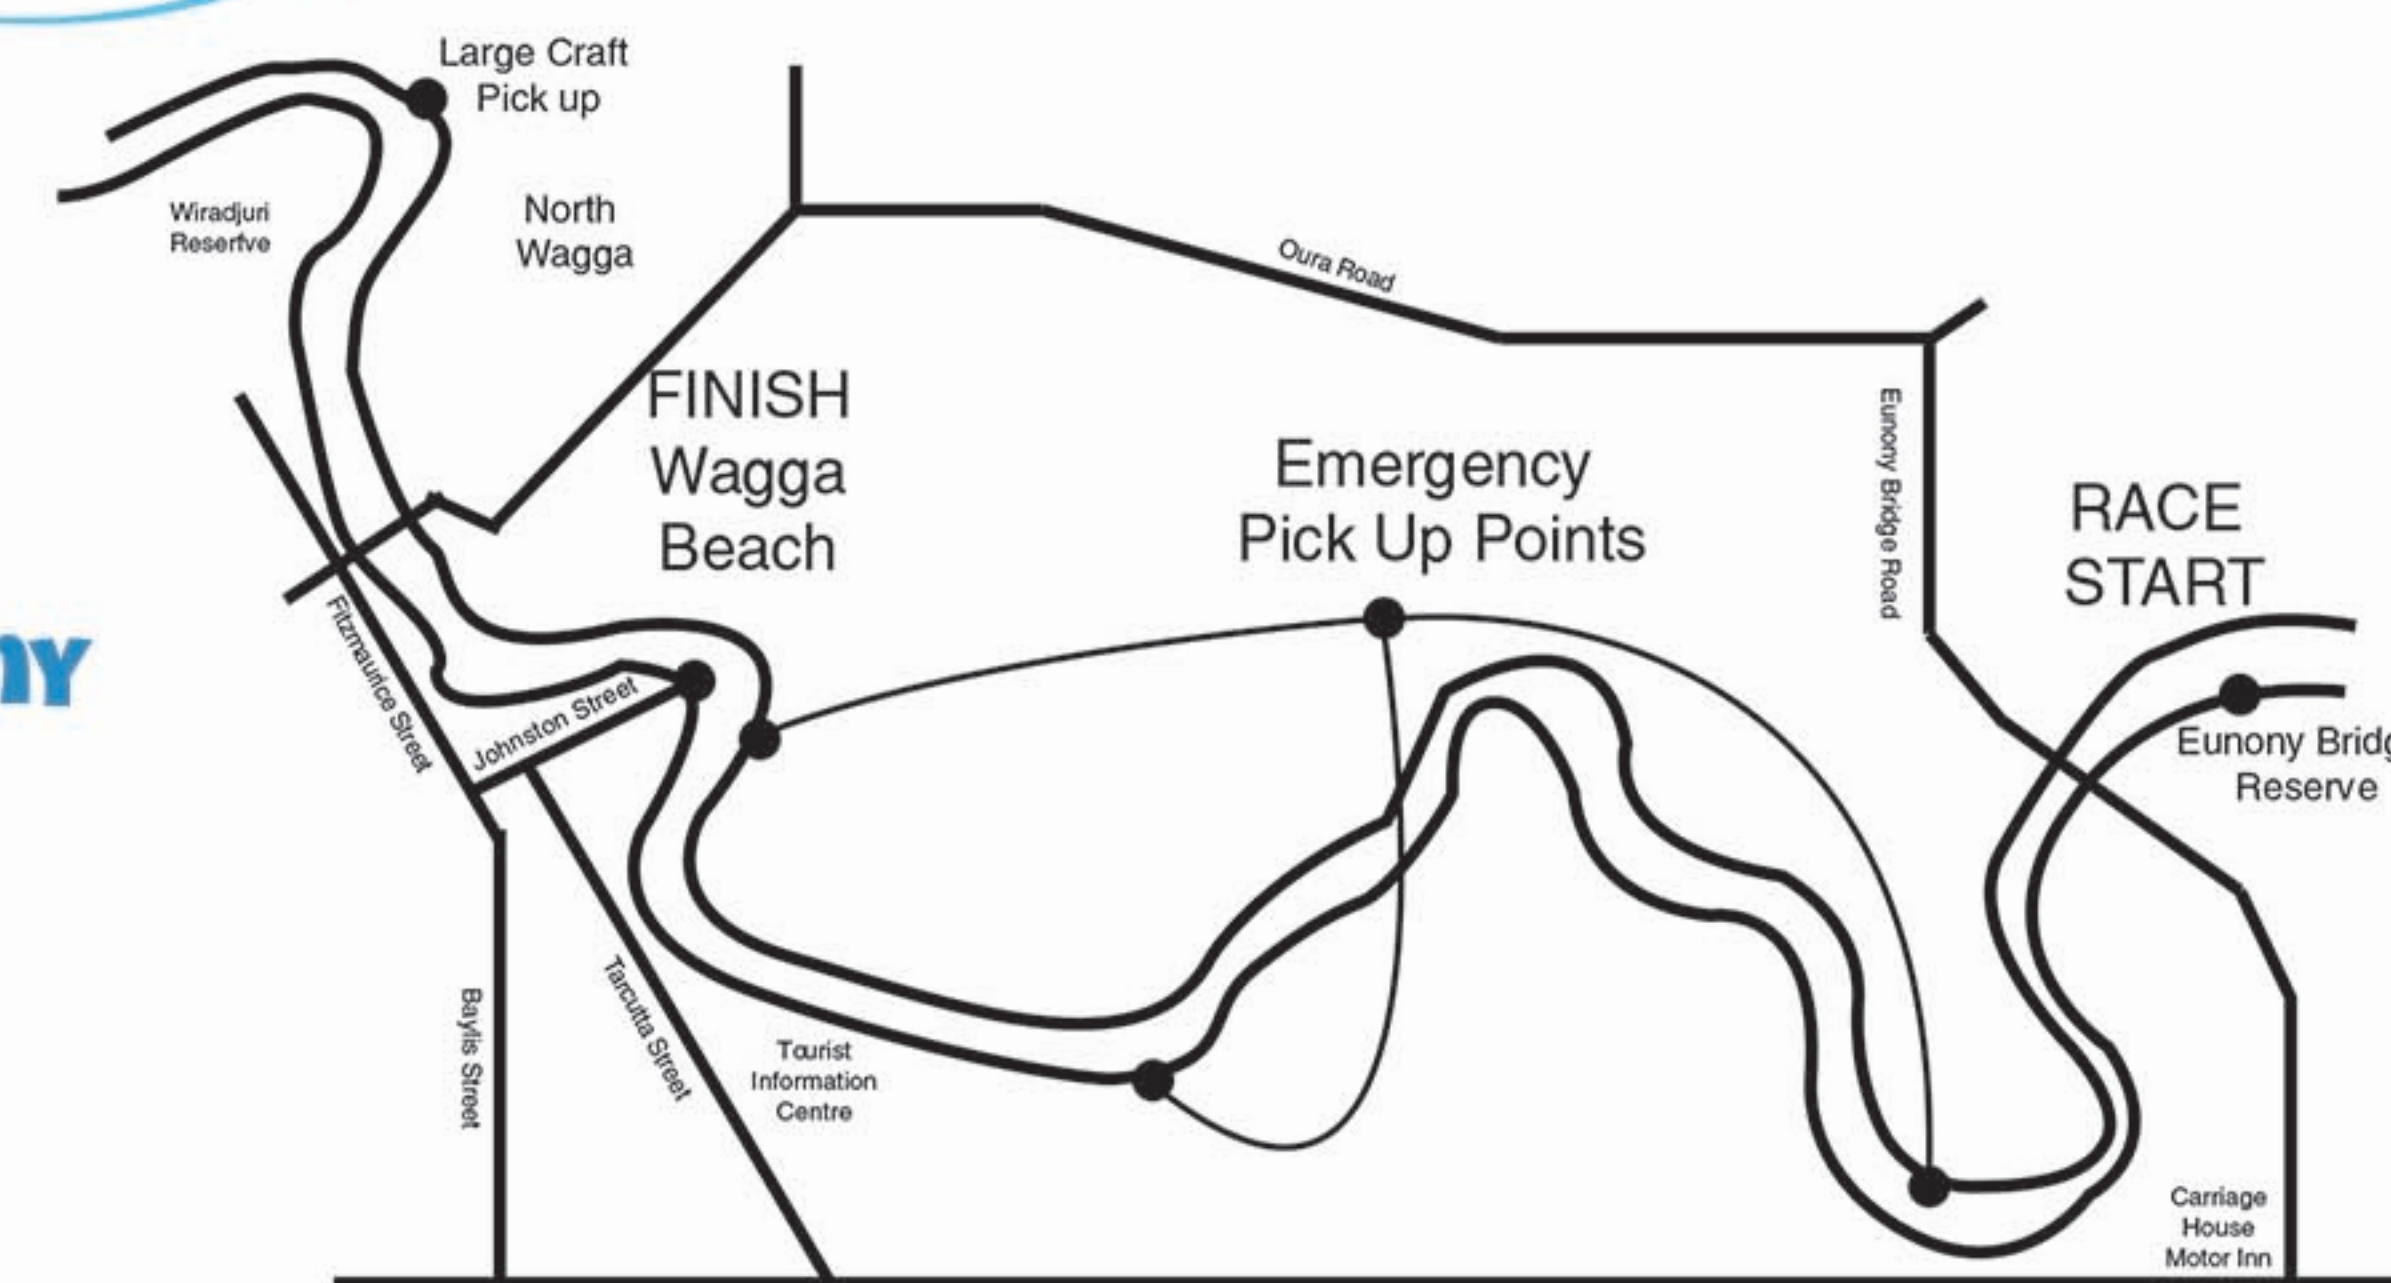 Large Craft
Pick up
Wiradjuri
Reserfve
North
Wagga
Oura Road
FINISH
Wagga
Beach
Emergency
Pick Up Points
Eunony Bridge Road
RACE
START
Fitzmaurice Street
Johnston Street
Eunony Bridg
Reserve
Baylis Street
Tarcutta Street
Tourist
Information
Centre
Carriage
House
Motor Inn